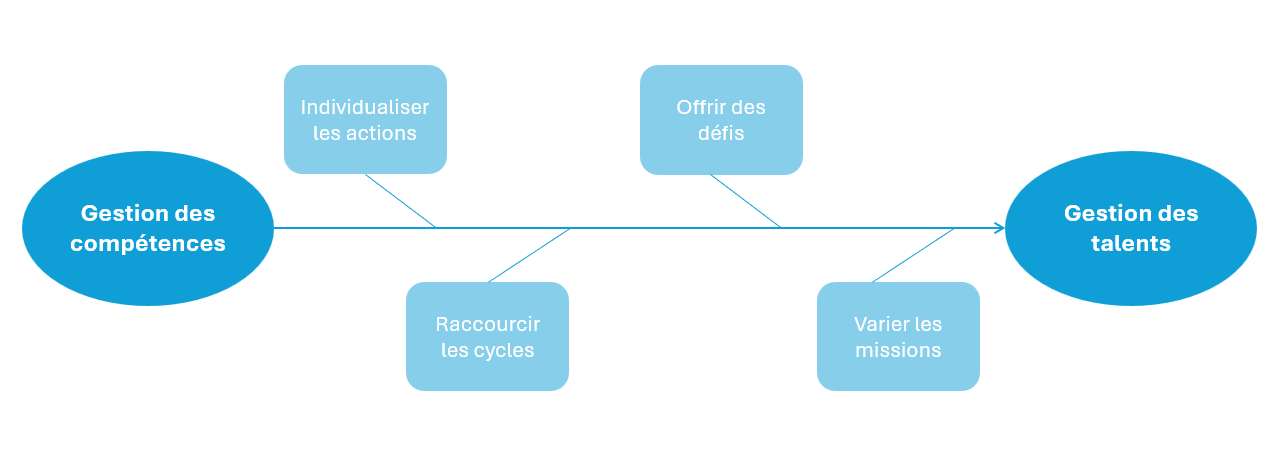 Individualiser
les actions
Offrir des
défis
Gestion des
compétences
Gestion des
talents
Raccourcir
les cycles
Varier les
missions